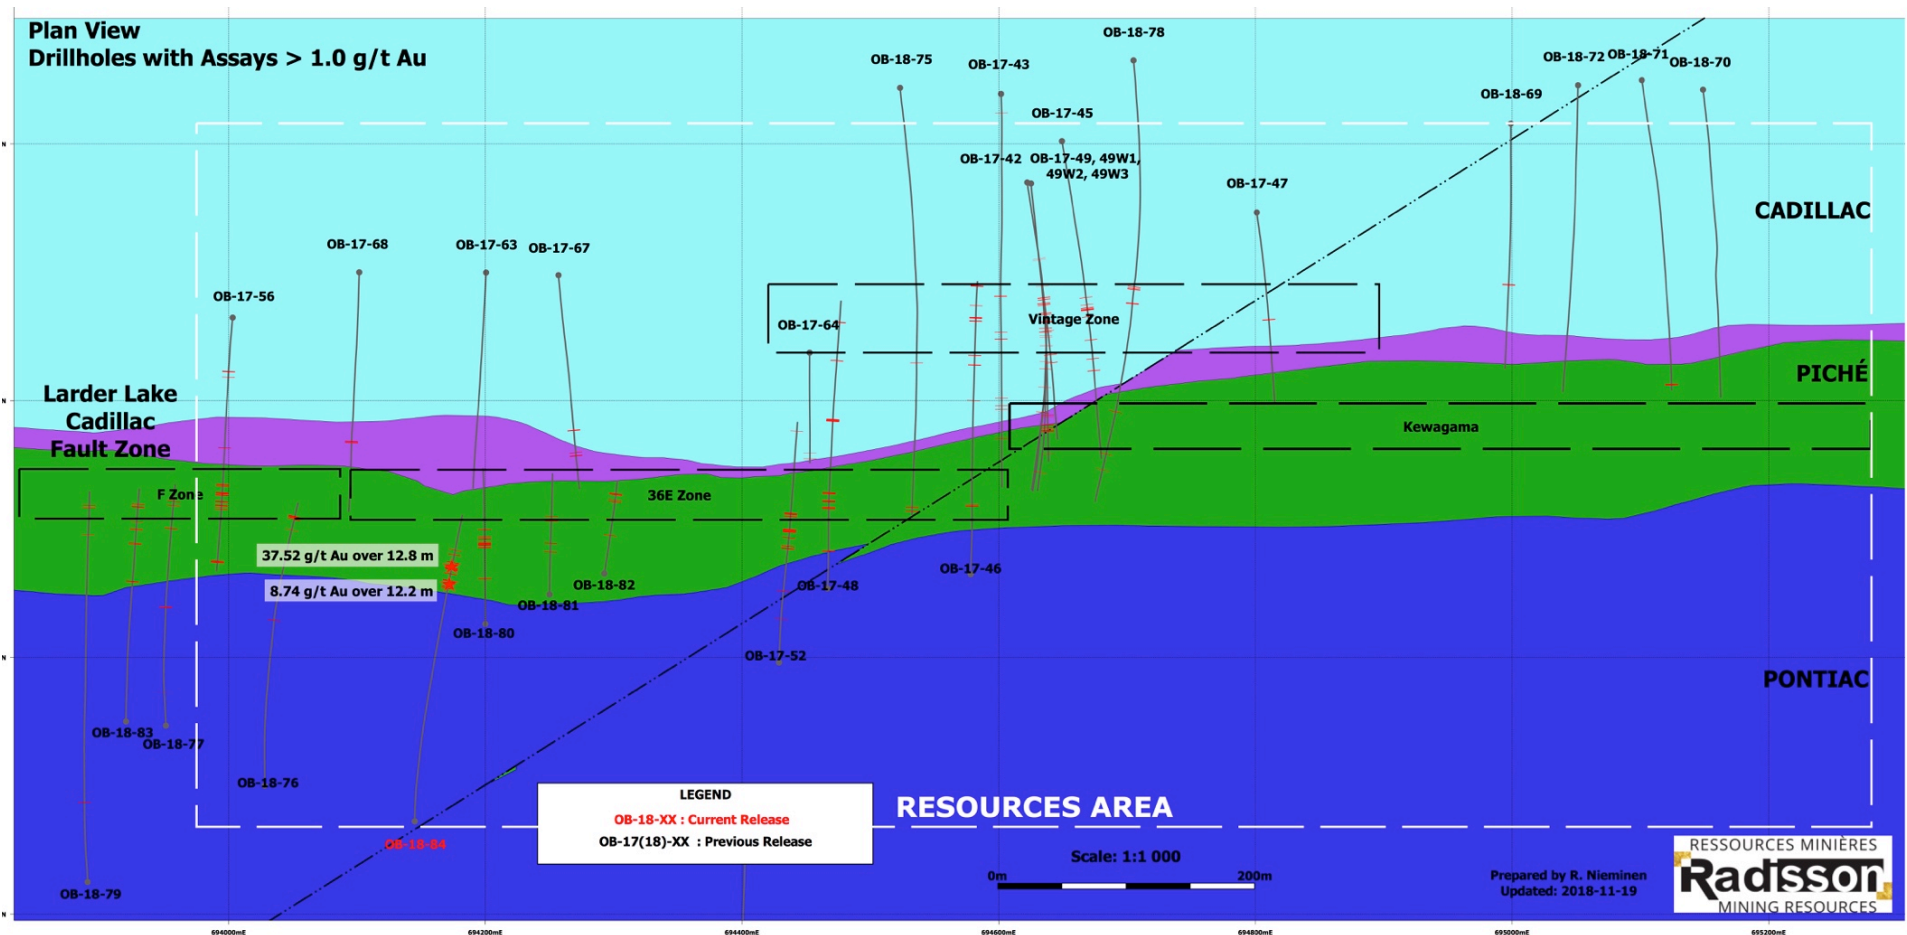 Plan View
Drillholes with Assays > 1.0 g/t Au
OB-18-78
OB-18-75
OB-17-43
OB-18-72
OB-18-71
OB-18-70
OB-18-69
OB-17-45
OB-17-42
OB-17-49, 49W1,
49W2, 49W3
OB-17-47
CADILLAC
OB-17-68
OB-17-63
OB-17-67
OB-17-56
OB-17-64
Vintage Zone
PICHÉ
Larder Lake
Cadillac
Fault Zone
Kewagama
F Zone
36E Zone
37.52 g/t Au over 12.8 m
8.74 g/t Au over 12.2 m
OB-17-46
OB-18-82
OB-17-48
OB-18-81
OB-18-80
OB-17-52
PONTIAC
OB-18-83
OB-18-77
OB-18-76
OB-18-84
OB-18-79
LEGEND
OB-18-XX : Current Release
OB-17(18)-XX : Previous Release
RESOURCES AREA
Scale: 1:1 000
0m
200m
Prepared by R. Nieminen
Updated: 2018-11-19
RESSOURCES MINIÈRES
Radisson
MINING RESOURCES
N
N
N
N
694000mE
694200mE
694400mE
694600mE
694800mE
695000mE
695200mE